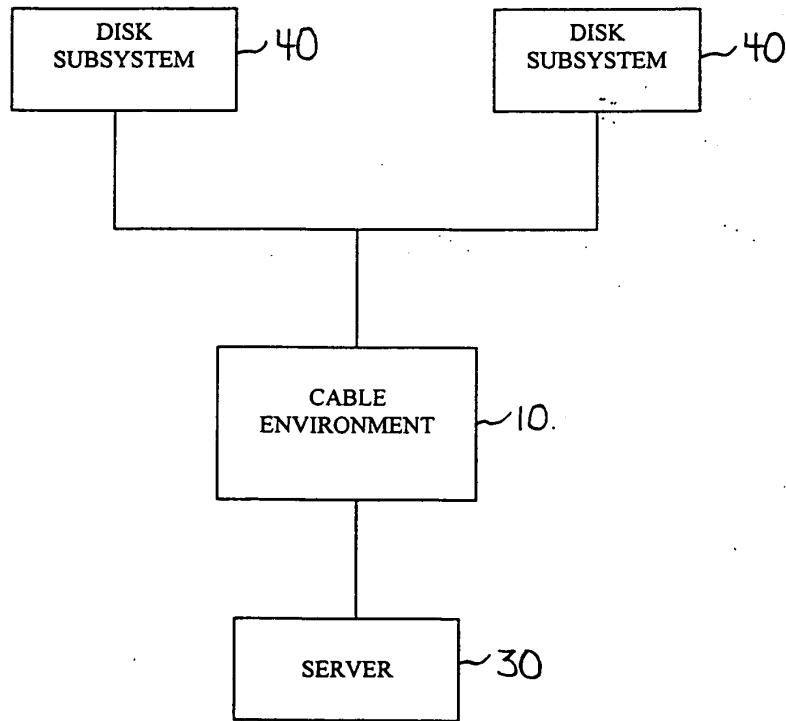 DISK
SUBSYSTEM
40
DISK
SUBSYSTEM
40
CABLE
ENVIRONMENT
10.
SERVER
30